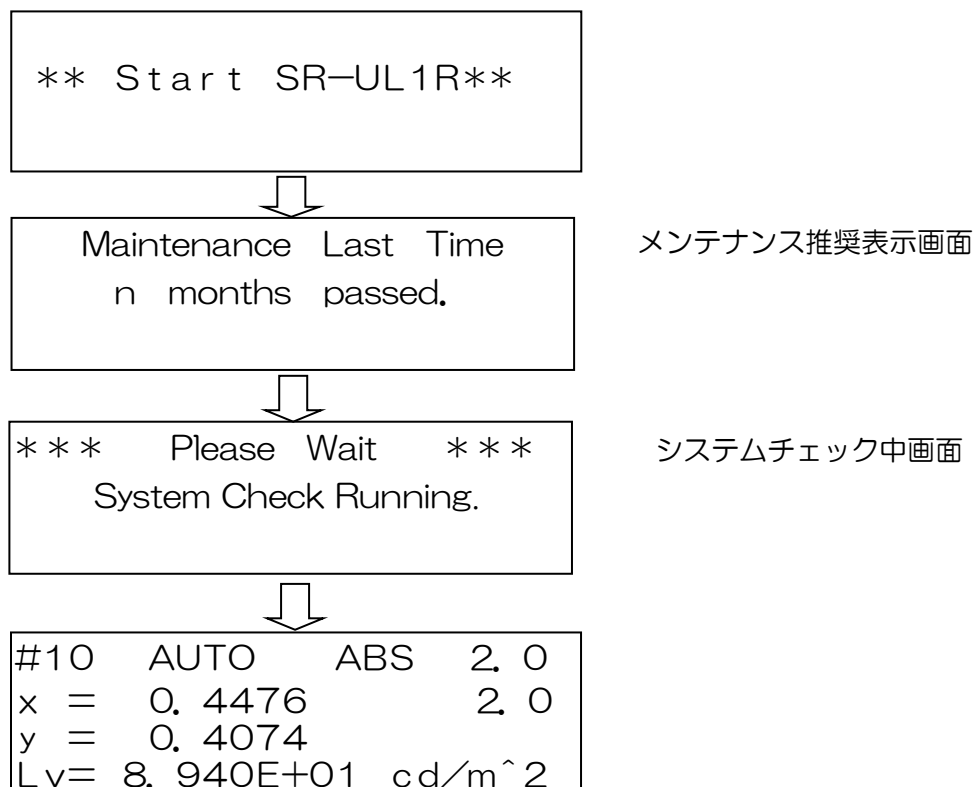 ** Start SR-UL1R**
Maintenance Last Time
メンテナンス推奨表示画面
n months passed.
*** Please Wait ***
システムチェック中画面
System Check Running.
#10 AUTO ABS 2.0
x = 0.4476 2.0
y = 0.4074
Lv= 8.940E+01 cd/m^2